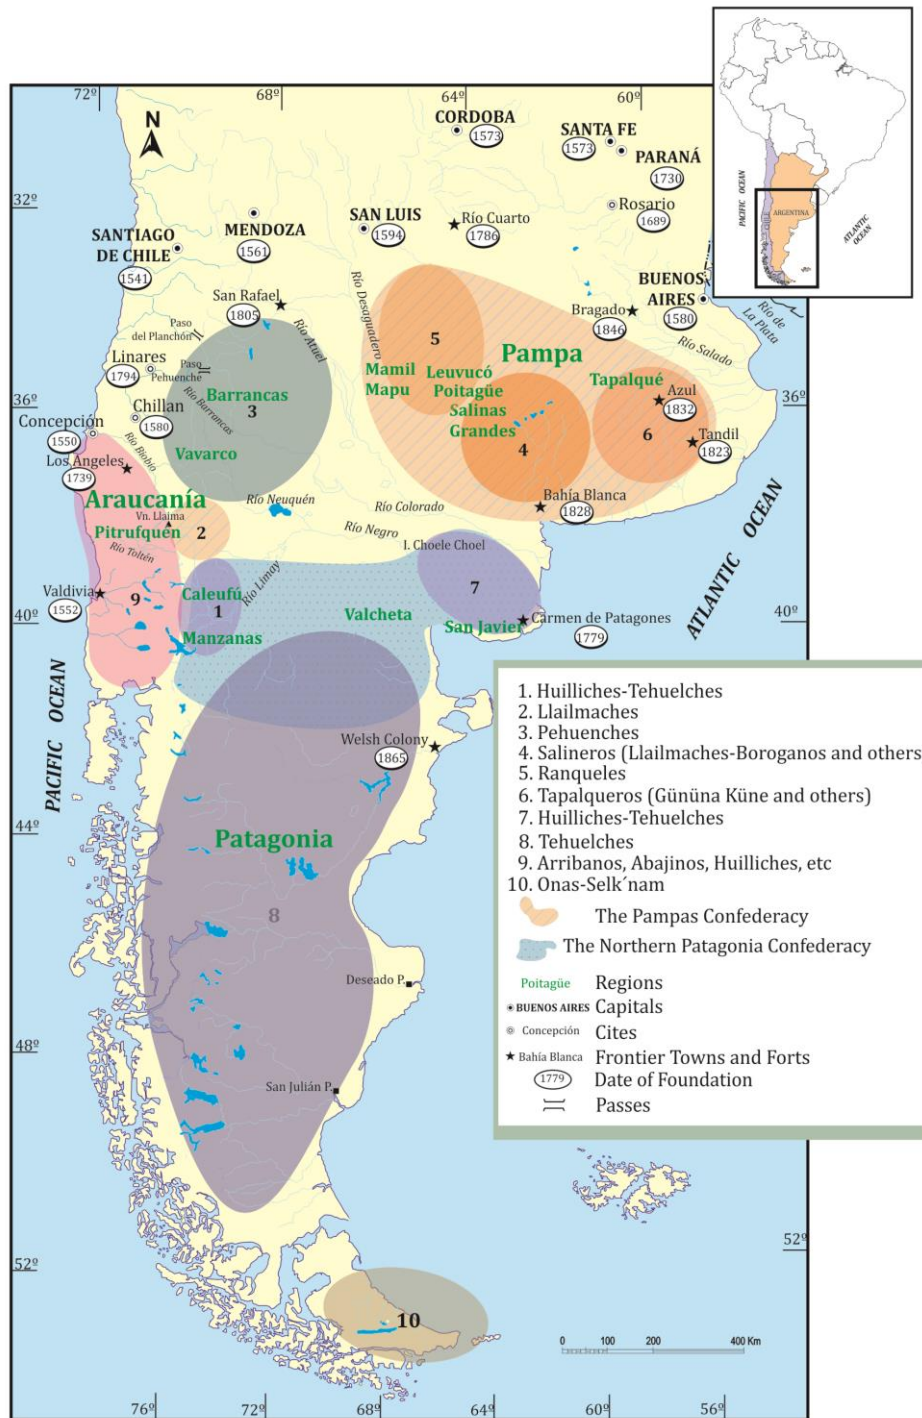 72º
68º
64º
60º
N
CORDOBA
1573
SANTA FE
1573
PARANÁ
1730
Rosario
1689
32º
SANTIAGO
DE CHILE
1541
MENDOZA
1561
SAN LUIS
1594
Río Cuarto
1786
San Rafael
1805
Río Atuel
Río Desaguadero
BUENOS
AIRES
1580
Bragado
1846
Río de
La Plata
Río Salado
Paso
del Planchón
Paso
Pehuenche
Linares
1794
5
Pampa
Mamil
Mapu
Leuvucó
Poitagüe
Salinas
Grandes
4
Tapalqué
Azul
1832
6
Tandil
1823
36º
36º
Barrancas
3
Río Barrancas
Chillan
1580
Concepción
1550
Río Biobío
Vavarco
Los Angeles
1739
Araucanía
Vn. Llaima
Pitrufquén
2
Río Neuquén
Río Colorado
Bahía Blanca
1828
Río Negro
I. Choele Choel
Río Toltén
Río Limay
Valdivia
1552
9
Caleufú
1
7
Manzanas
Valcheta
San Javier
Carmen de Patagones
1779
40º
40º
ATLANTIC OCEAN
PACIFIC OCEAN
Welsh Colony
1865
44º
Patagonia
8
Deseado P.
48º
San Julián P.
52º
52º
10
0 100 200 400 Km
76º
72º
68º
64º
60º
56º
PACIFIC OCEAN
ARGENTINA
ATLANTIC
OCEAN
1. Huilliches-Tehuelches
2. Llailmaches
3. Pehuenches
4. Salineros (Llailmaches-Boroganos and others
5. Ranqueles
6. Tapalqueros (Gününa Küne and others)
7. Huilliches-Tehuelches
8. Tehuelches
9. Arribanos, Abajinos, Huilliches, etc
10. Onas-Selk´nam
The Pampas Confederacy
The Northern Patagonia Confederacy
Poitagüe Regions
BUENOS AIRES Capitals
Concepción Cites
Bahía Blanca Frontier Towns and Forts
1779 Date of Foundation
Passes